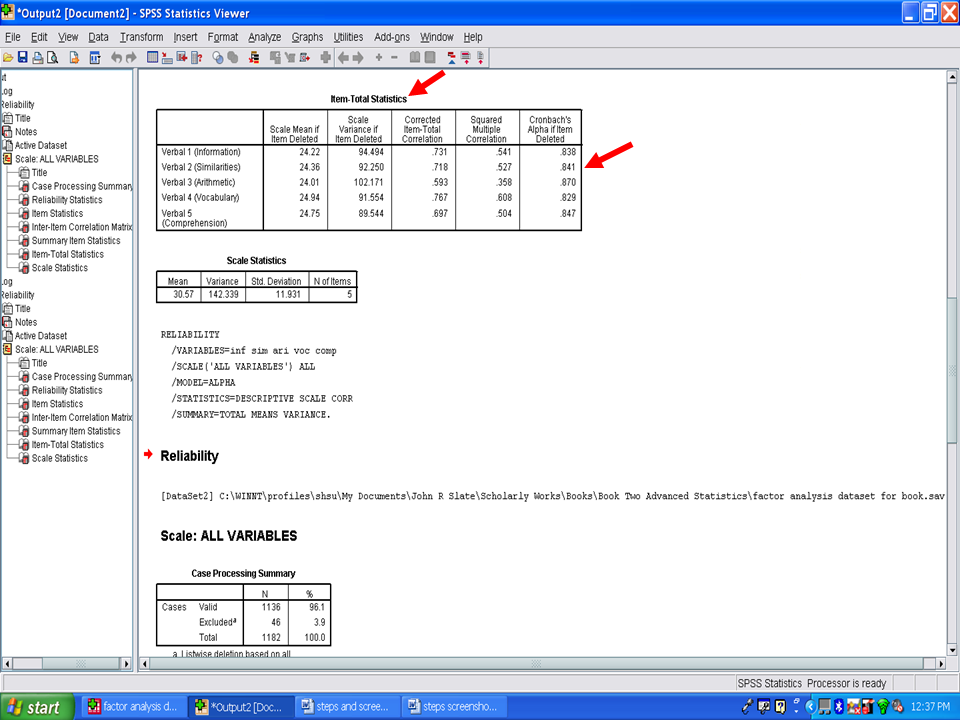 *Output2 [Document2] - SPSS Statistics Viewer
File Edit View Data Transform Insert Format Analyze Graphs Utilities Add-ons Window Help
Log
Reliability
Title
Notes
Active Dataset
Scale: ALL VARIABLES
Title
Case Processing Summary
Reliability Statistics
Item Statistics
Inter-Item Correlation Matrix
Summary Item Statistics
Item-Total Statistics
Scale Statistics
Log
Reliability
Title
Notes
Active Dataset
Scale: ALL VARIABLES
Title
Case Processing Summary
Reliability Statistics
Item Statistics
Inter-Item Correlation Matrix
Summary Item Statistics
Item-Total Statistics
Scale Statistics
Item-Total Statistics
Scale Mean if Item Deleted Scale Variance if Item Deleted Corrected Item-Total Correlation Squared Multiple Correlation Cronbach's Alpha if Item Deleted
Verbal 1 (Information) 24.22 94.494 .731 .541 .838
Verbal 2 (Similarities) 24.36 92.250 .718 .527 .841
Verbal 3 (Arithmetic) 24.01 102.171 .593 .358 .870
Verbal 4 (Vocabulary) 24.94 91.554 .767 .608 .829
Verbal 5 24.75 89.544 .697 .504 .847
(Comprehension)
Scale Statistics
Mean Variance Std. Deviation N of Items
30.57 142.339 11.931 5
RELIABILITY
/VARIABLES=inf sim ari voc comp
/SCALE('ALL VARIABLES') ALL
/MODEL=ALPHA
/STATISTICS=DESCRIPTIVE SCALE CORR
/SUMMARY=TOTAL MEANS VARIANCE.
Reliability
[DataSet2] C:\WINNT\profiles\shsu\My Documents\John R Slate\Scholarly Works\Books\Book Two Advanced Statistics\factor analysis dataset for book.sav
Scale: ALL VARIABLES
Case Processing Summary
N %
Cases Valid 1136 96.1
Excludedª 46 3.9
Total 1182 100.0
a. Listwise deletion based on all
SPSS Statistics Processor is ready
start factor analysis d... *Output2 [Doc... steps and scree... steps screensho... 12:37 PM